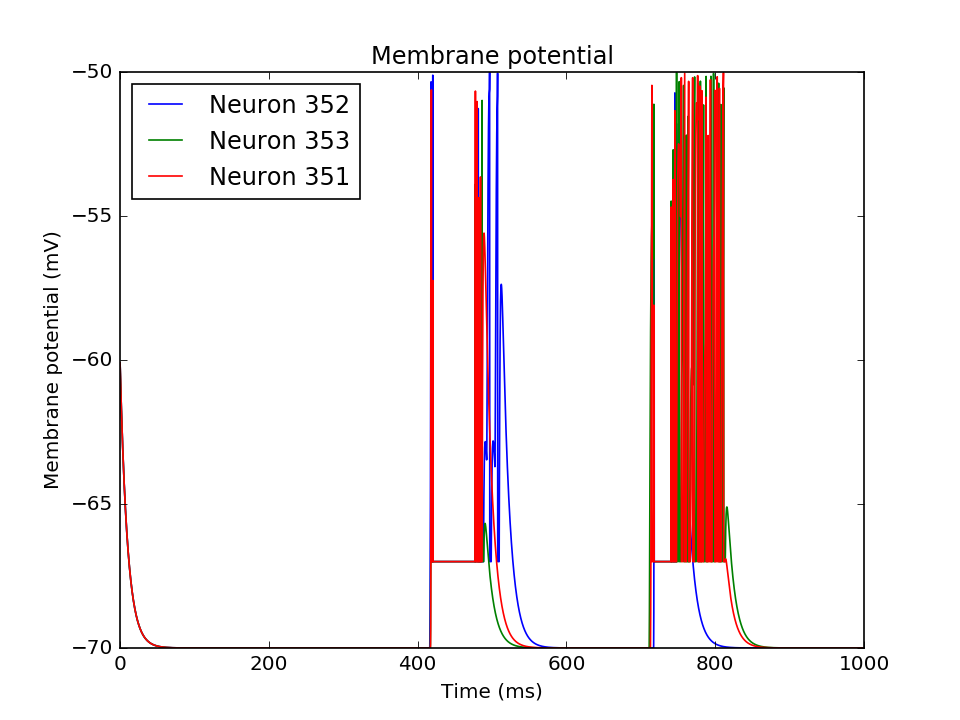 Membrane potential
−50
−55
−60
−65
−70
Membrane potential (mV)
Neuron 352
Neuron 353
Neuron 351
0
200
400
600
800
1000
Time (ms)